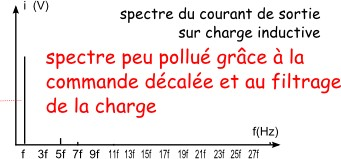 i (V)
spectre du courant de sortie
sur charge inductive
spectre peu pollué grâce à la
commande décalée et au filtrage
de la charge
f(Hz)
f 3f 5f 7f 9f 11f 13f 15f 17f 19f 21f 23f 25f 27f